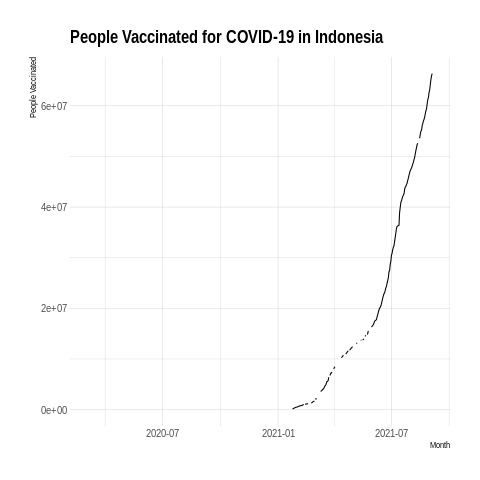 People Vaccinated for COVID-19 in Indonesia
People Vaccinated
6e+07
4e+07
2e+07
0e+00
2020-07
2021-01
2021-07
Month